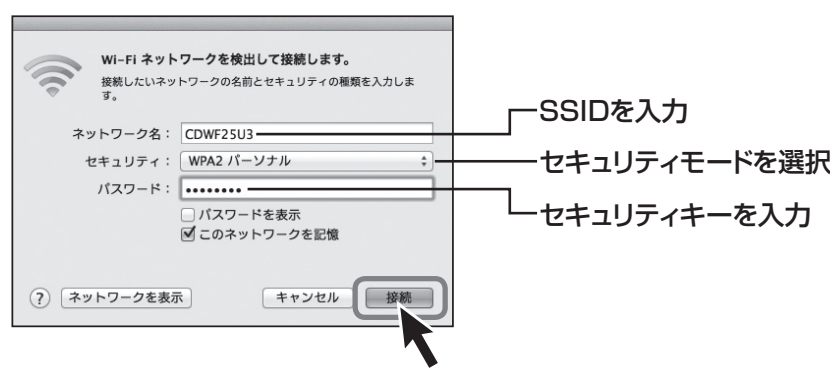 Wi-Fi ネットワークを検出して接続します。
接続したいネットワークの名前とセキュリティの種類を入力しま
す。
ネットワーク名： CDWF25U3
SSIDを入力
セキュリティ： WPA2 パーソナル
セキュリティモードを選択
パスワード： ••••••••
セキュリティキーを入力
パスワードを表示
このネットワークを記憶
? ネットワークを表示 キャンセル 接続